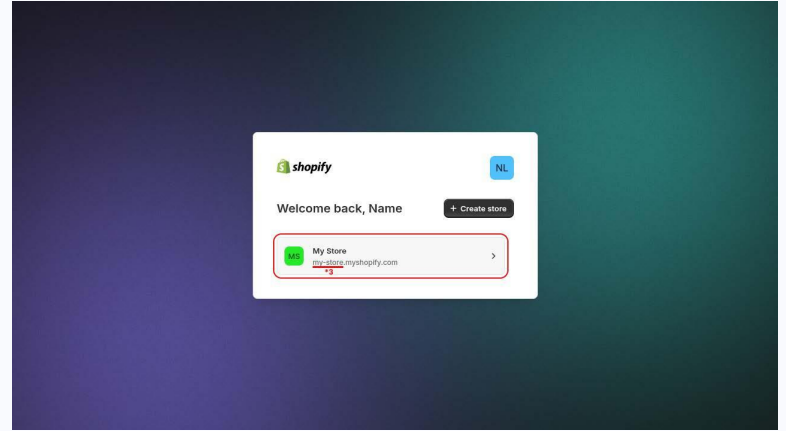 shopify
NL
Welcome back, Name
+ Create store
MS
My Store
my-store.myshopify.com
*3